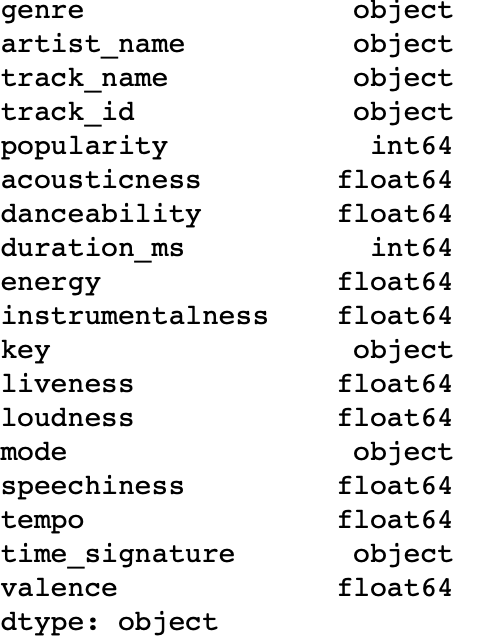 genre object
artist_name object
track_name object
track_id object
popularity int64
acousticness float64
danceability float64
duration_ms int64
energy float64
instrumentalness float64
key object
liveness float64
loudness float64
mode object
speechiness float64
tempo float64
time_signature object
valence float64
dtype: object